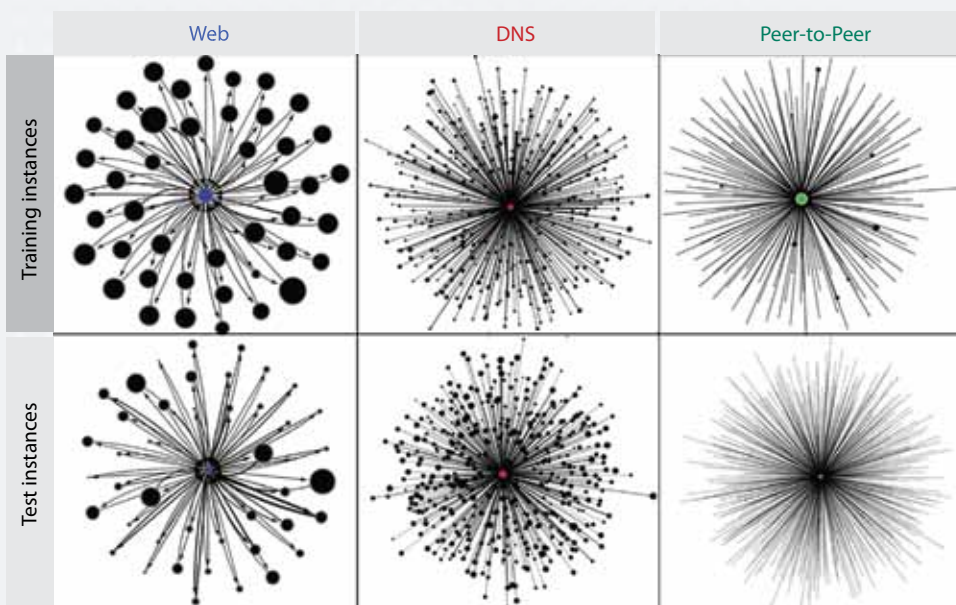 Web
DNS
Peer-to-Peer
Training instances
Test instances